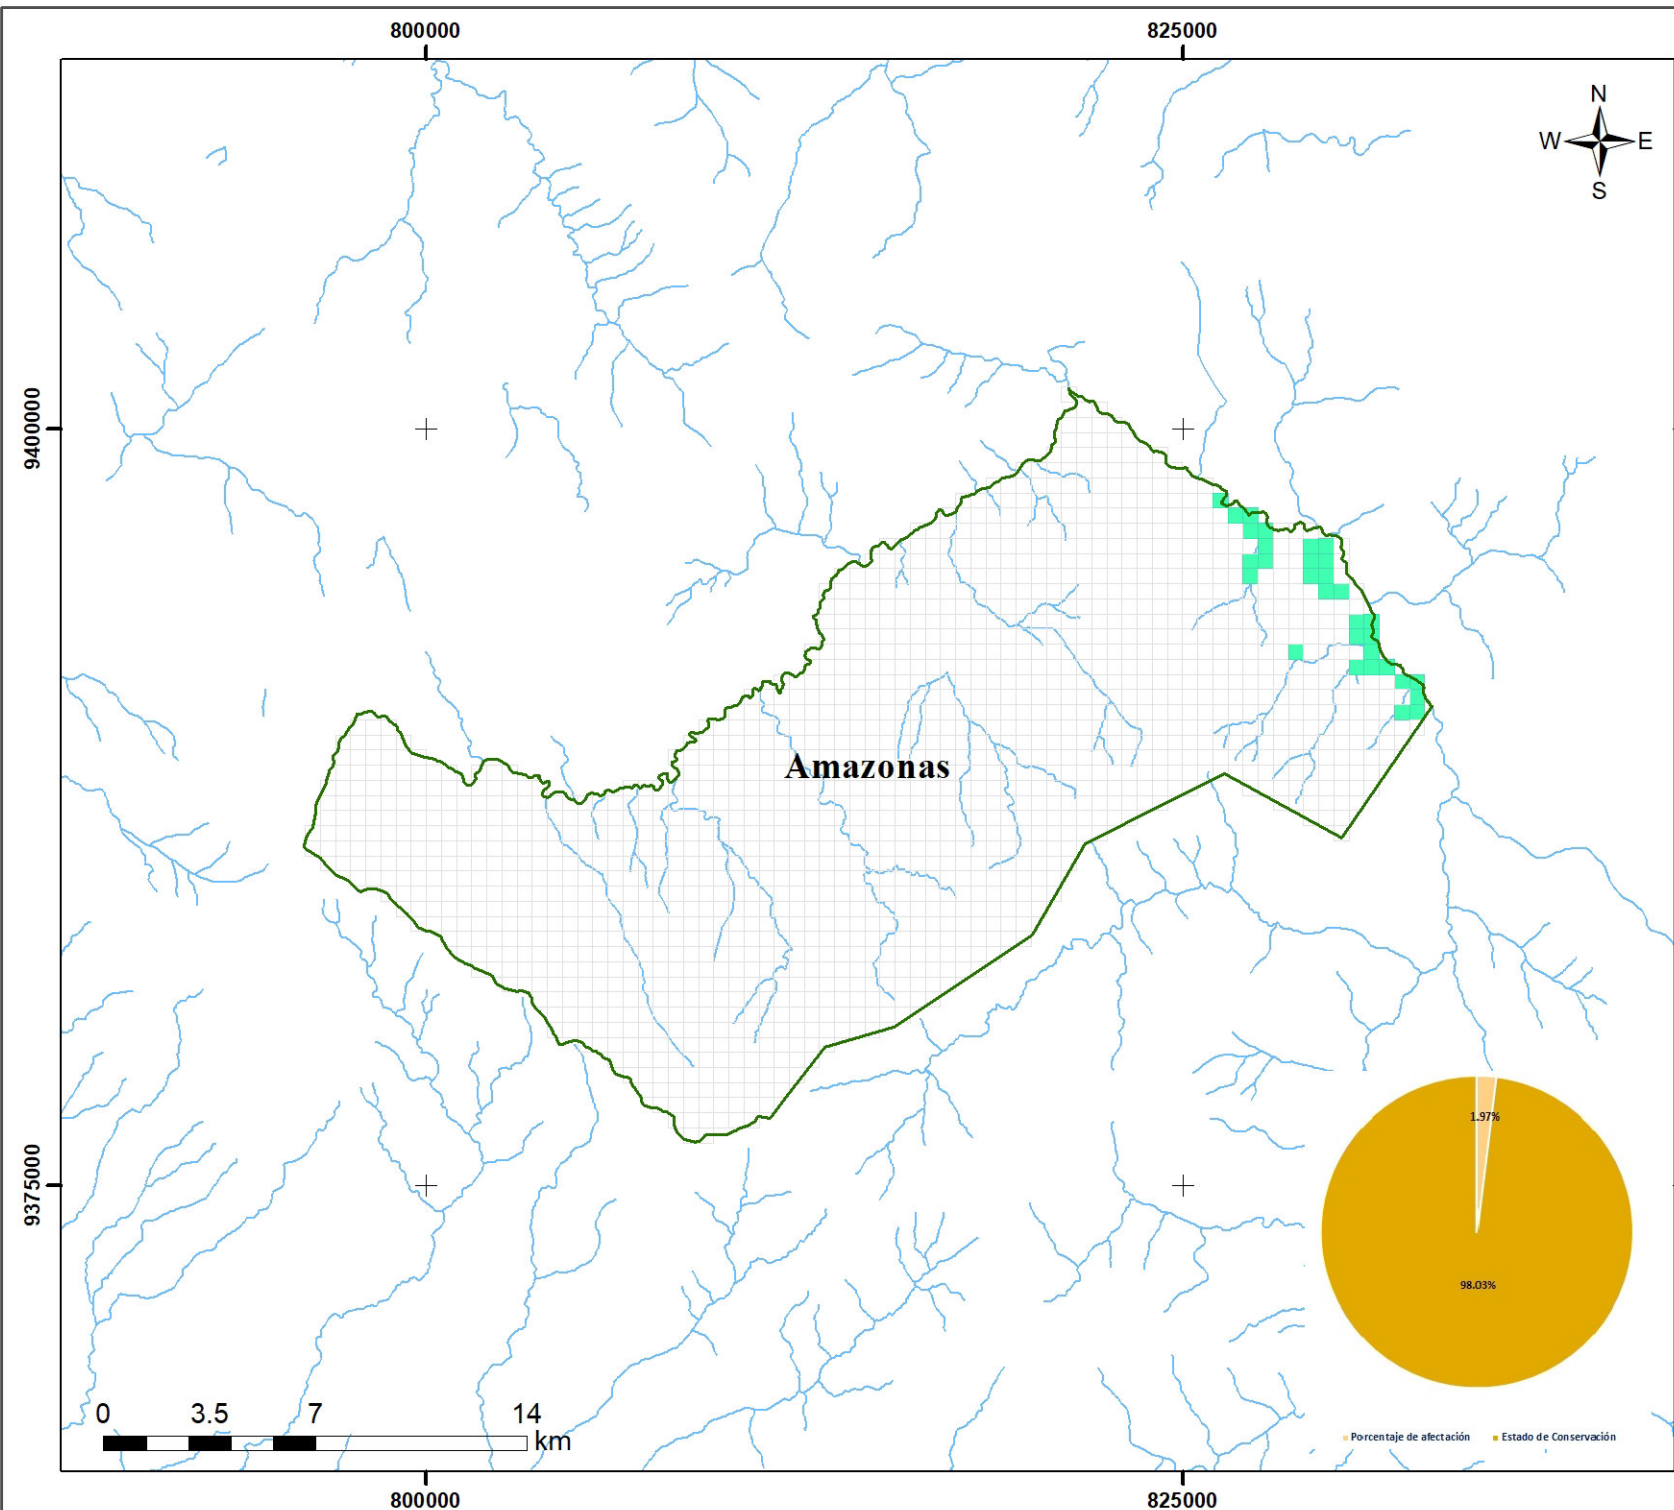 800000 825000
N
W E
S
9400000
Amazonas
9375000
1.97%
98.03%
0 3.5 7 14
km
Porcentaje de afectación Estado de Conservación
800000 825000